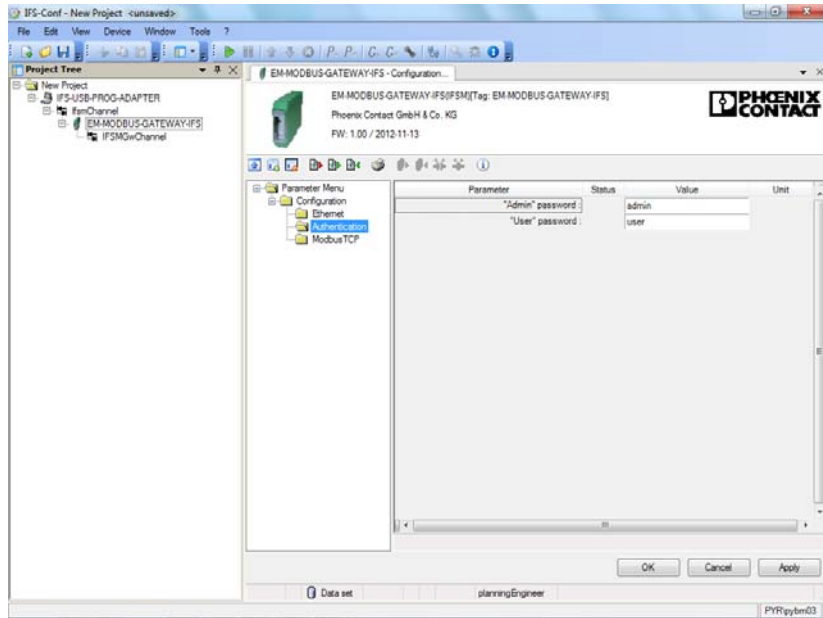 IFS-Conf - New Project <unsaved>
File Edit View Device Window Tools ?
Project Tree
New Project
IFS-USB-PROG-ADAPTER
IfsmChannel
EM-MODBUS-GATEWAY-IFS
IFSMGwChannel
EM-MODBUS-GATEWAY-IFS - Configuration...
EM-MODBUS-GATEWAY-IFS(IFSM)[Tag: EM-MODBUS-GATEWAY-IFS]
Phoenix Contact GmbH & Co. KG
FW: 1.00 / 2012-11-13
PHŒNIX
CONTACT
Parameter Menu
Configuration
Ethernet
Authentication
ModbusTCP
Parameter Status Value Unit
"Admin" password : admin
"User" password : user
OK Cancel Apply
Data set planningEngineer
PYR\pybm03